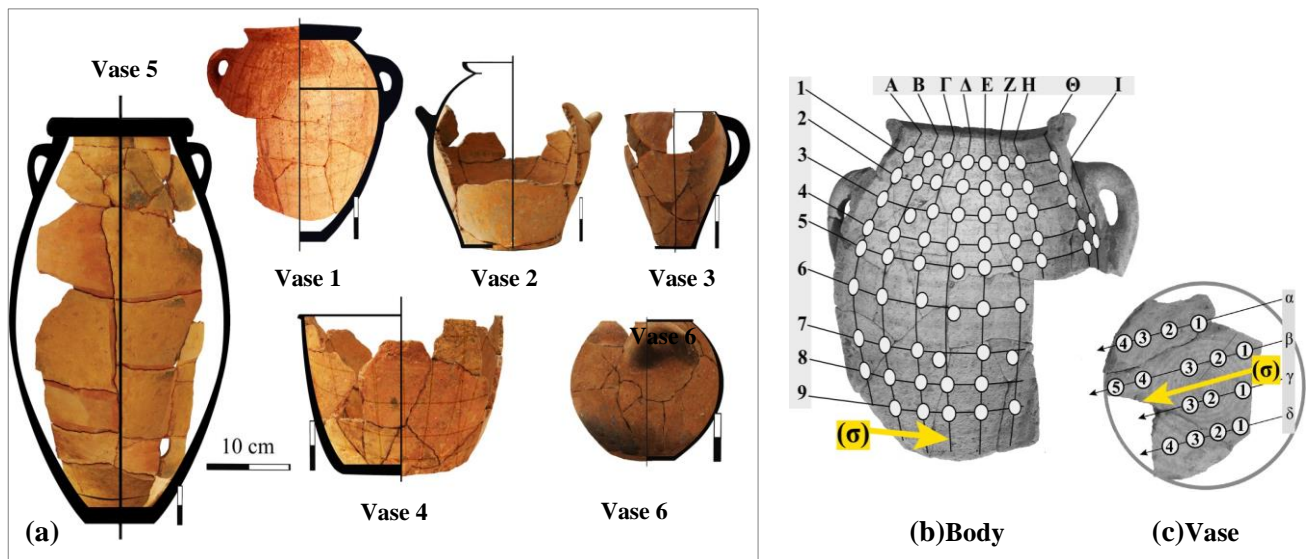 Vase 5
Vase 1
Vase 2
Vase 3
10 cm
Vase 4
Vase 6
Vase 6
(a)
Α Β Γ Δ Ε Ζ Η Θ Ι
1
2
3
4
5
6
7
8
9
(σ)
(b)Body
α
β
γ
δ
4 3 2 1
5 4 3 2 1
3 2 1
4 3 2 1
(σ)
(c)Vase